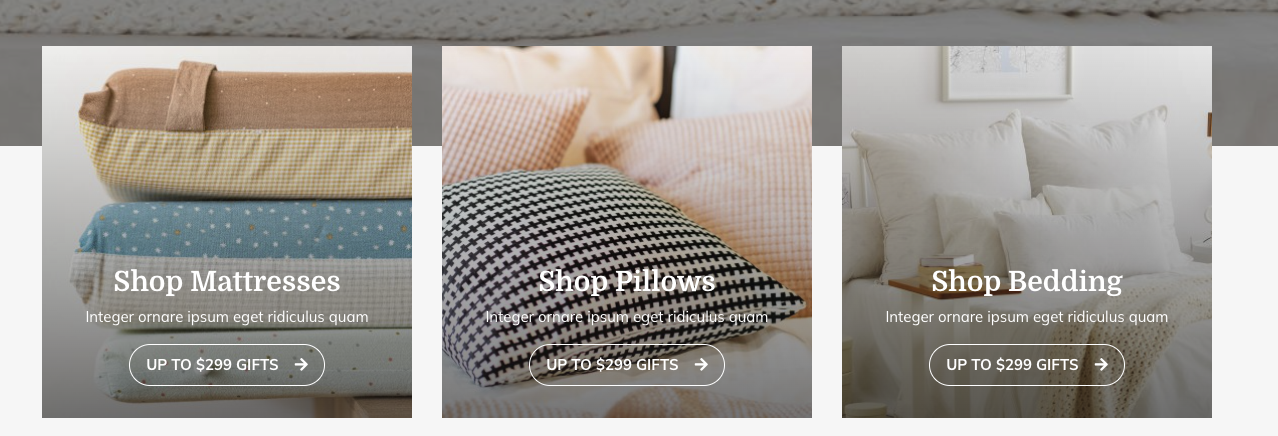 Shop Mattresses
Integer ornare ipsum eget ridiculus quam
UP TO $299 GIFTS
Shop Pillows
Integer ornare ipsum eget ridiculus quam
UP TO $299 GIFTS
Shop Bedding
Integer ornare ipsum eget ridiculus quam
UP TO $299 GIFTS